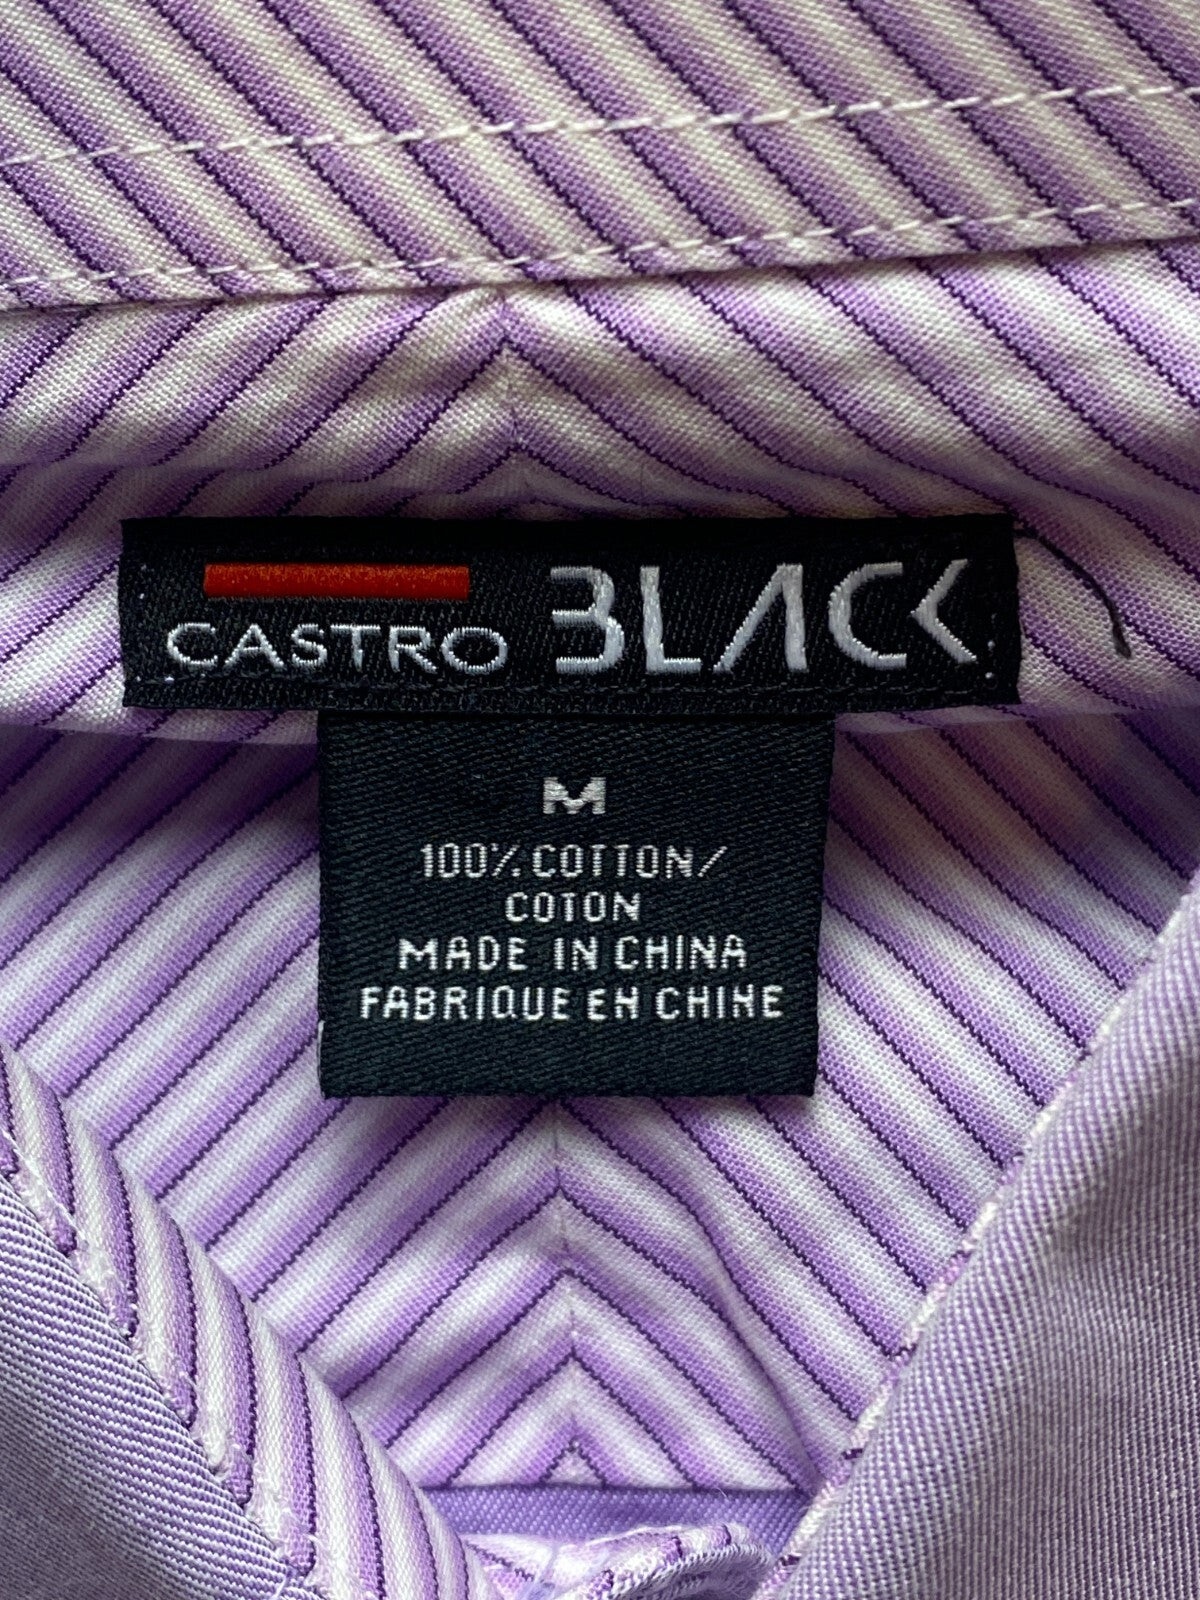 CASTRO BLACK
M
100% COTTON/
COTON
MADE IN CHINA
FABRIQUE EN CHINE